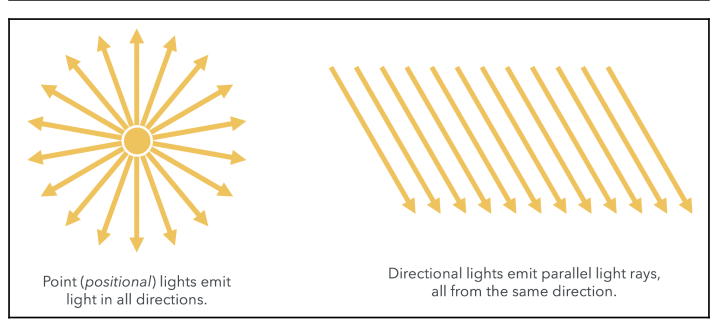 Point (positional) lights emit
light in all directions.
Directional lights emit parallel light rays,
all from the same direction.